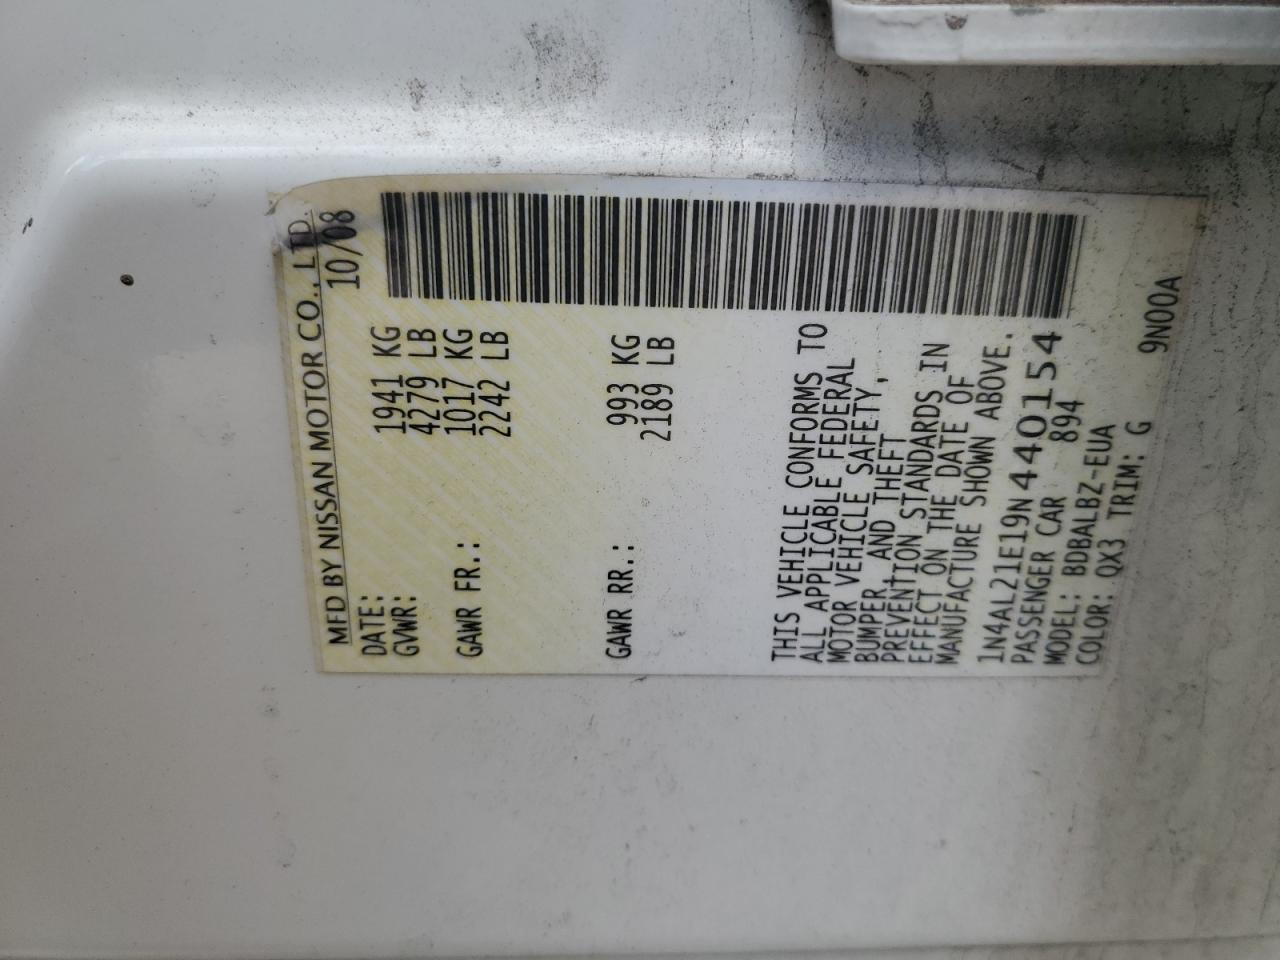 MFD BY NISSAN MOTOR CO., LTD.
DATE: 10/08
GVWR: 1941 KG
4279 LB
GAWR FR.: 1017 KG
2242 LB
GAWR RR.: 993 KG
2189 LB
THIS VEHICLE CONFORMS TO
ALL APPLICABLE FEDERAL
MOTOR VEHICLE SAFETY,
BUMPER, AND THEFT
PREVENTION STANDARDS IN
EFFECT ON THE DATE OF
MANUFACTURE SHOWN ABOVE.
1N4AL21E19N440154
PASSENGER CAR 894
MODEL: BDBALBZ-EUA
COLOR: QX3 TRIM: G
9N00A